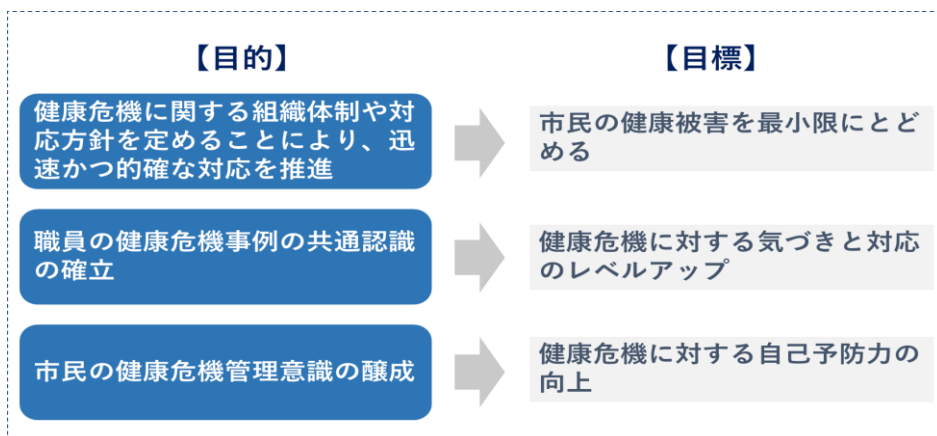 【目的】
【目標】
健康危機に関する組織体制や対
応方針を定めることにより、迅
速かつ的確な対応を推進
市民の健康被害を最小限にとど
める
職員の健康危機事例の共通認識
の確立
健康危機に対する気づきと対応
のレベルアップ
市民の健康危機管理意識の醸成
健康危機に対する自己予防力の
向上